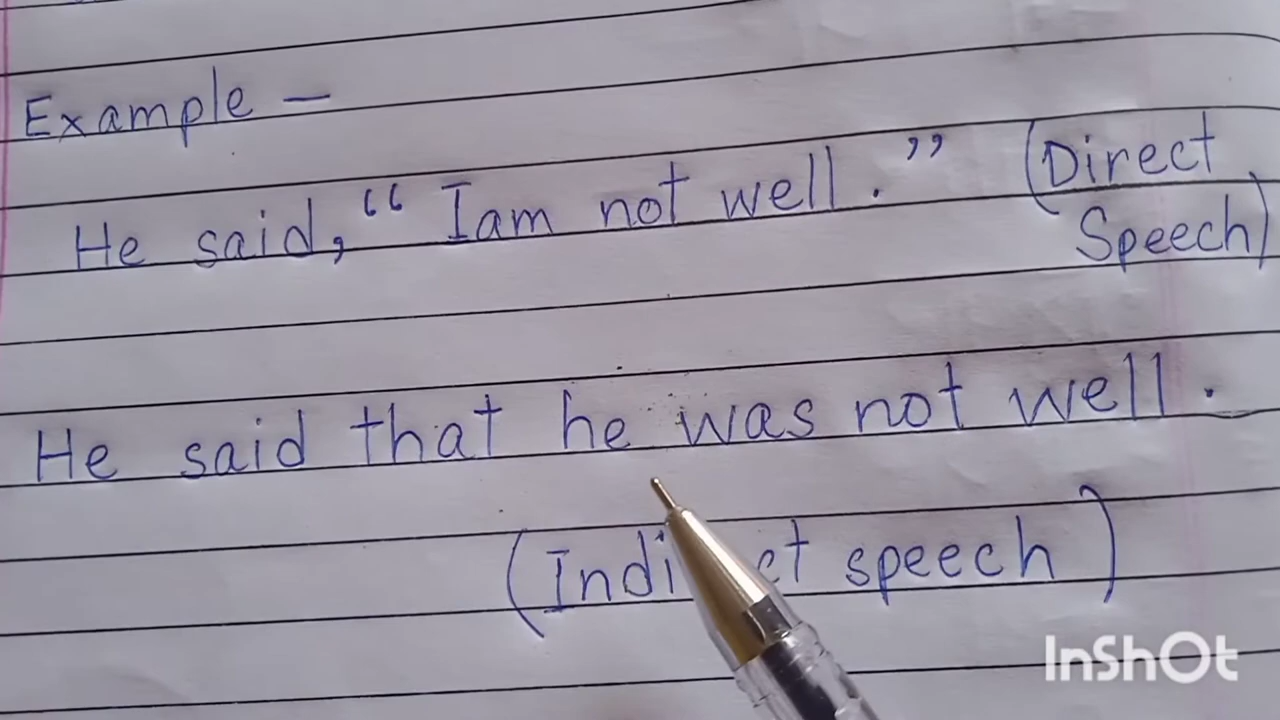 Example —
He said, “ Iam not well . ” (Direct
Speech)
He said that he was not well .
(Indi ct speech )
InShOt